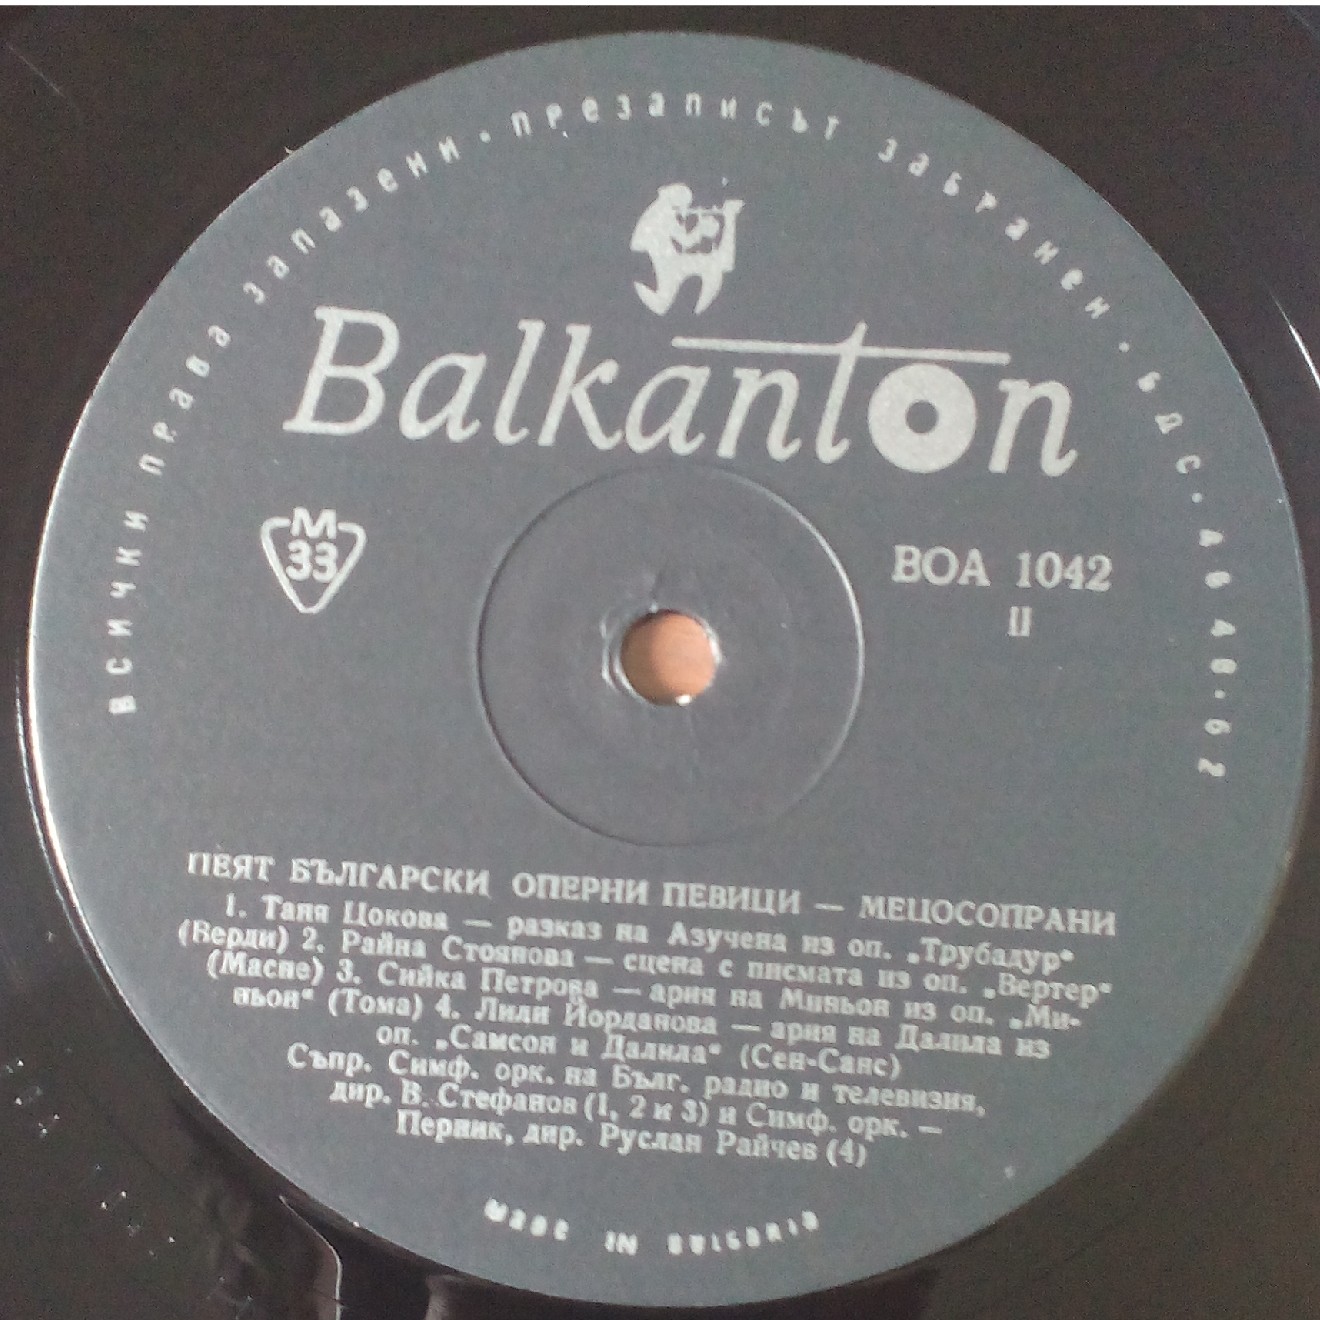 ВСИЧКИ ПРАВА ЗАПАЗЕНИ · ПРЕЗАПИСЪТ ЗАБРАНЕН · БДС · 4846 · 62
Balkanton
М
33
ВОА 1042
II
ПЕЯТ БЪЛГАРСКИ ОПЕРНИ ПЕВИЦИ — МЕЦОСОПРАНИ
1. Таня Цокова — разказ на Азучена из оп. „Трубадур“
(Верди) 2. Райна Стоянова — сцена с писмата из оп. „Вертер“
(Масне) 3. Сийка Петрова — ария на Миньон из оп. „Ми-
ньон“ (Тома) 4. Лили Йорданова — ария на Далила из
оп. „Самсон и Далила“ (Сен-Санс)
Съпр. Симф. орк. на Бълг. радио и телевизия,
дир. В. Стефанов (1, 2 и 3) и Симф. орк. —
Перник, дир. Руслан Райчев (4)
MADE IN BULGARIA